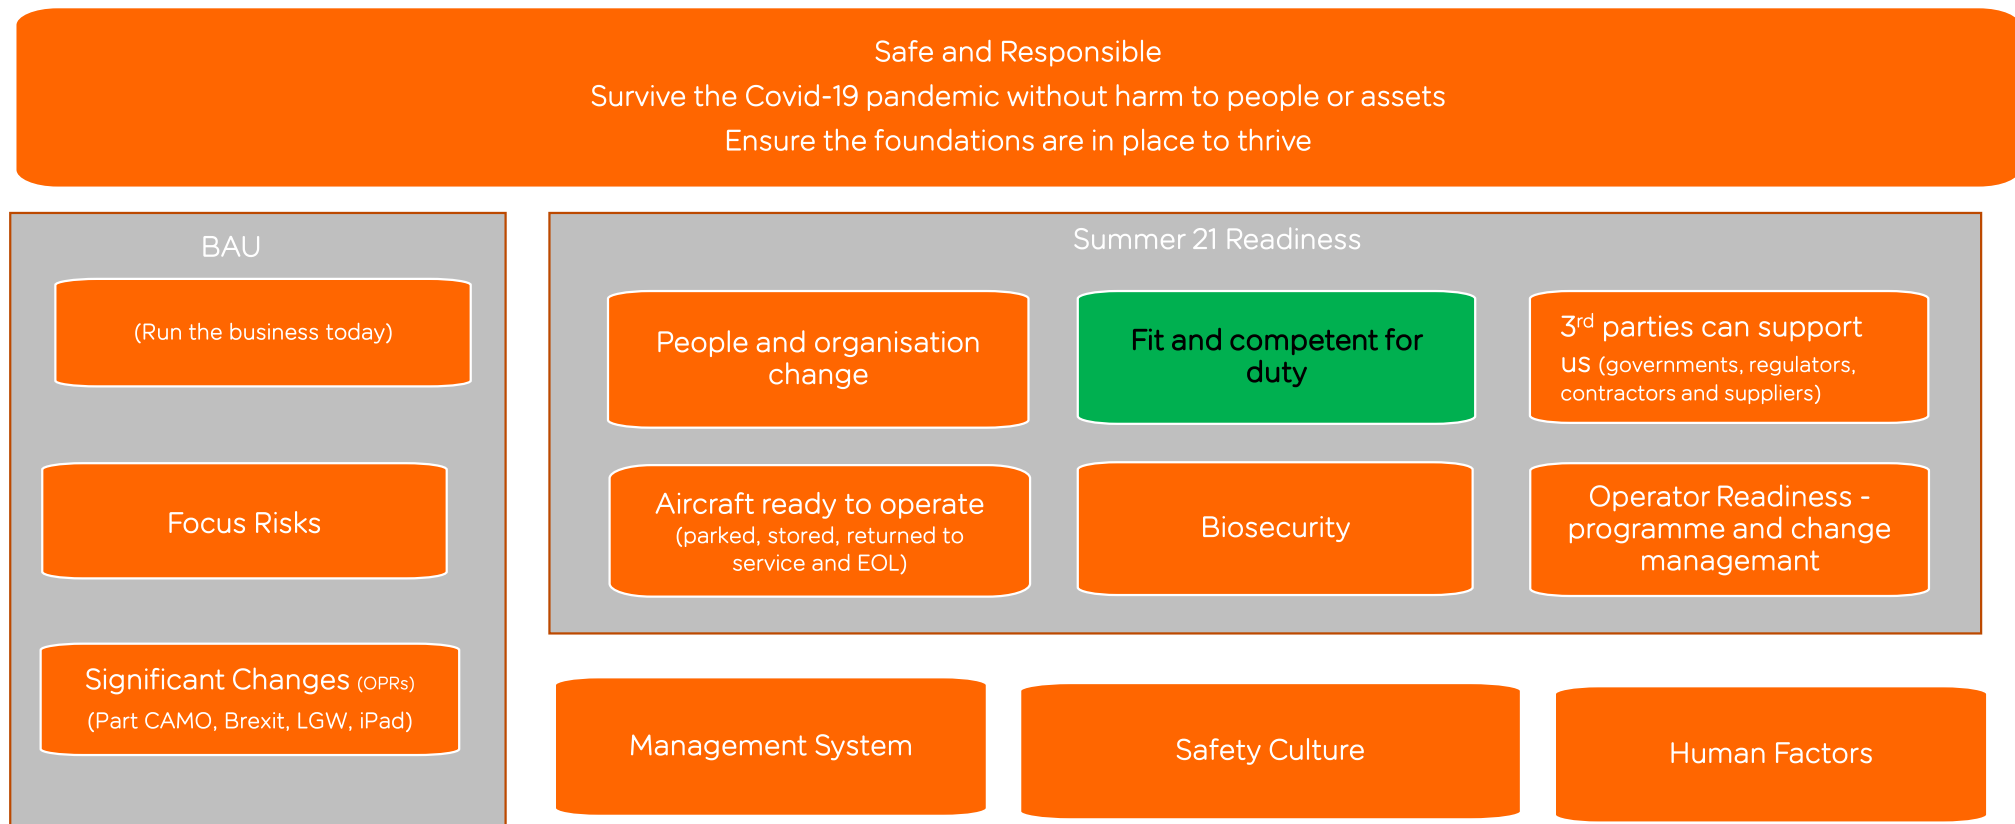 Safe and Responsible
Survive the Covid-19 pandemic without harm to people or assets
Ensure the foundations are in place to thrive
BAU
(Run the business today)
Focus Risks
Significant Changes (OPRs)
(Part CAMO, Brexit, LGW, iPad)
Summer 21 Readiness
People and organisation
change
Fit and competent for
duty
3rd parties can support
us (governments, regulators,
contractors and suppliers)
Aircraft ready to operate
(parked, stored, returned to
service and EOL)
Biosecurity
Operator Readiness -
programme and change
managemant
Management System
Safety Culture
Human Factors